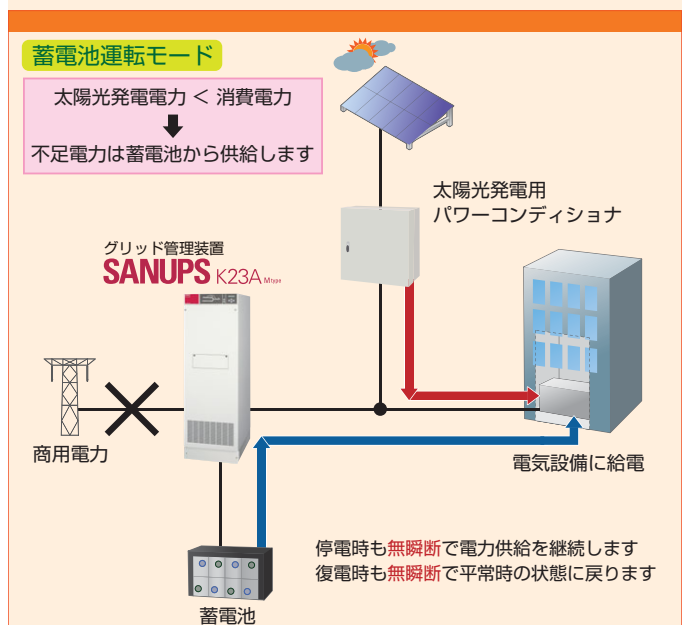 蓄電池運転モード
太陽光発電電力 < 消費電力
不足電力は蓄電池から供給します
太陽光発電用
パワーコンディショナ
グリッド管理装置
SANUPS K23A Mtype
商用電力
電気設備に給電
停電時も無瞬断で電力供給を継続します
復電時も無瞬断で平常時の状態に戻ります
蓄電池